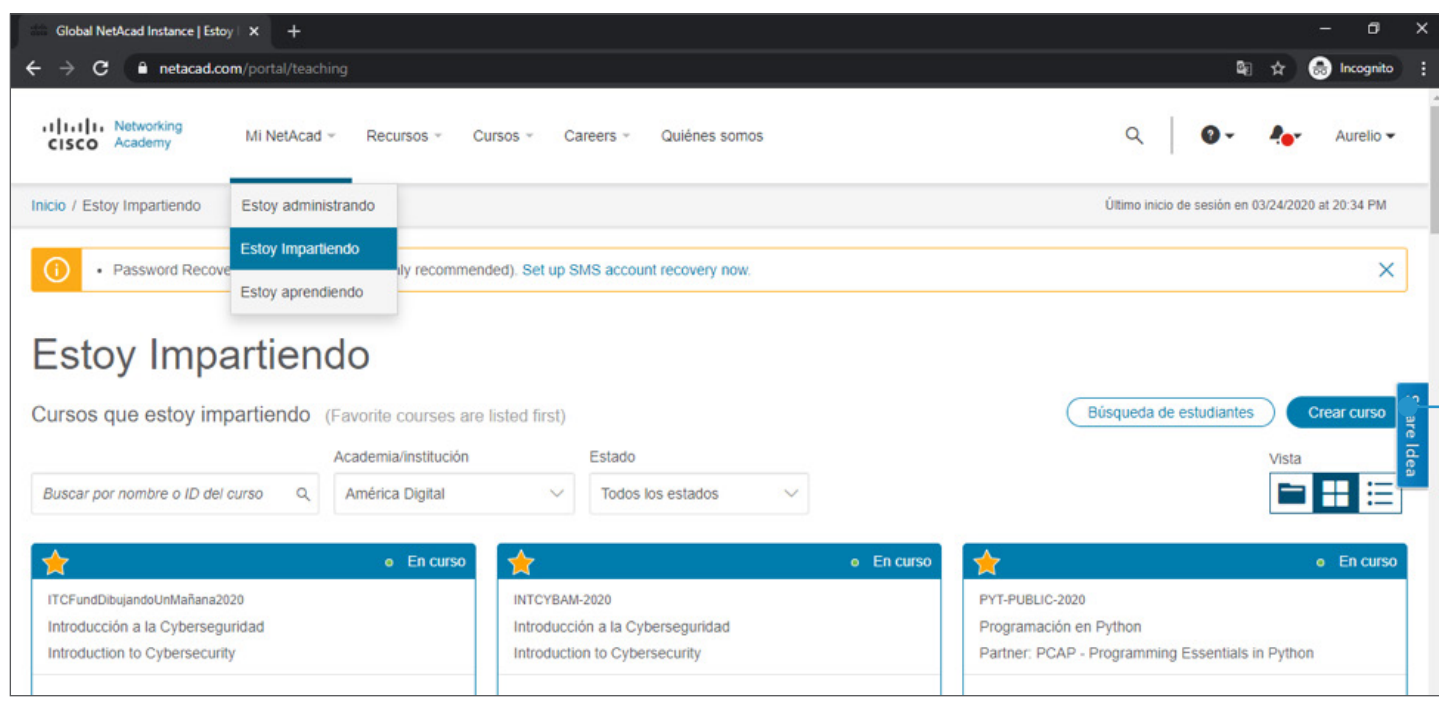 Global NetAcad Instance | Estoy I
netacad.com/portal/teaching
Incognito
CISCO Networking Academy
Mi NetAcad Recursos Cursos Careers Quiénes somos
Aurelio
Inicio / Estoy Impartiendo
Último inicio de sesión en 03/24/2020 at 20:34 PM
Estoy administrando
Estoy Impartiendo
Estoy aprendiendo
• Password recommended). Set up SMS account recovery now.
Estoy Impartiendo
Cursos que estoy impartiendo (Favorite courses are listed first)
Búsqueda de estudiantes
Crear curso
Idea
Academia/institución
Estado
Vista
Buscar por nombre o ID del curso
América Digital
Todos los estados
En curso
ITCFundDibujandoUnMañana2020
Introducción a la Cyberseguridad
Introduction to Cybersecurity
En curso
INTCYBAM-2020
Introducción a la Cyberseguridad
Introduction to Cybersecurity
En curso
PYT-PUBLIC-2020
Programación en Python
Partner: PCAP - Programming Essentials in Python